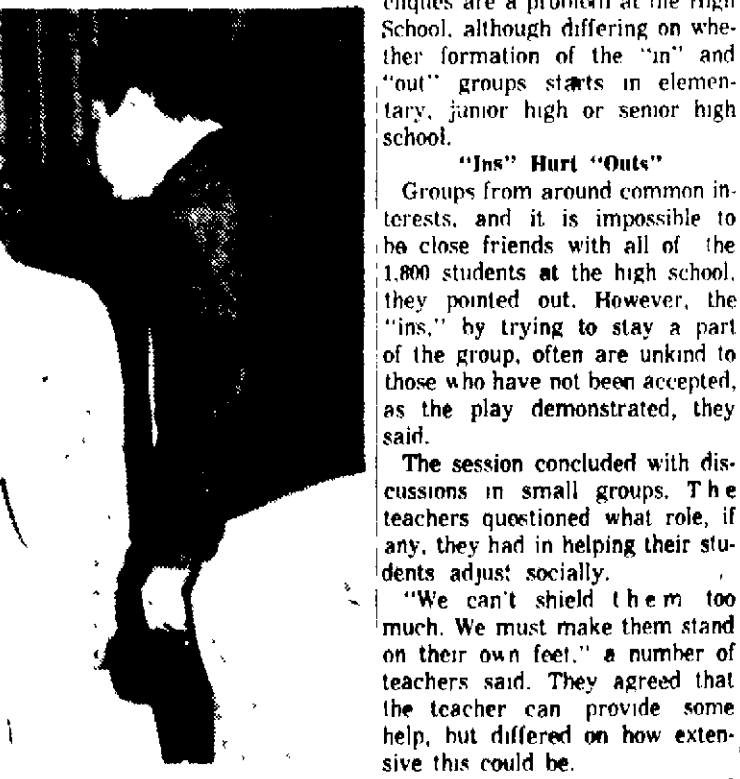 cliques are a problem at the High
School, although differing on whe-
ther formation of the "in" and
"out" groups starts in elemen-
tary, junior high or senior high
school.
"Ins" Hurt "Outs"
Groups from around common in-
terests, and it is impossible to
be close friends with all of the
1,800 students at the high school,
they pointed out. However, the
"ins," by trying to stay a part
of the group, often are unkind to
those who have not been accepted,
as the play demonstrated, they
said.
The session concluded with dis-
cussions in small groups. The
teachers questioned what role, if
any, they had in helping their stu-
dents adjust socially.
"We can't shield them too
much. We must make them stand
on their own feet." a number of
teachers said. They agreed that
the teacher can provide some
help, but differed on how exten-
sive this could be.